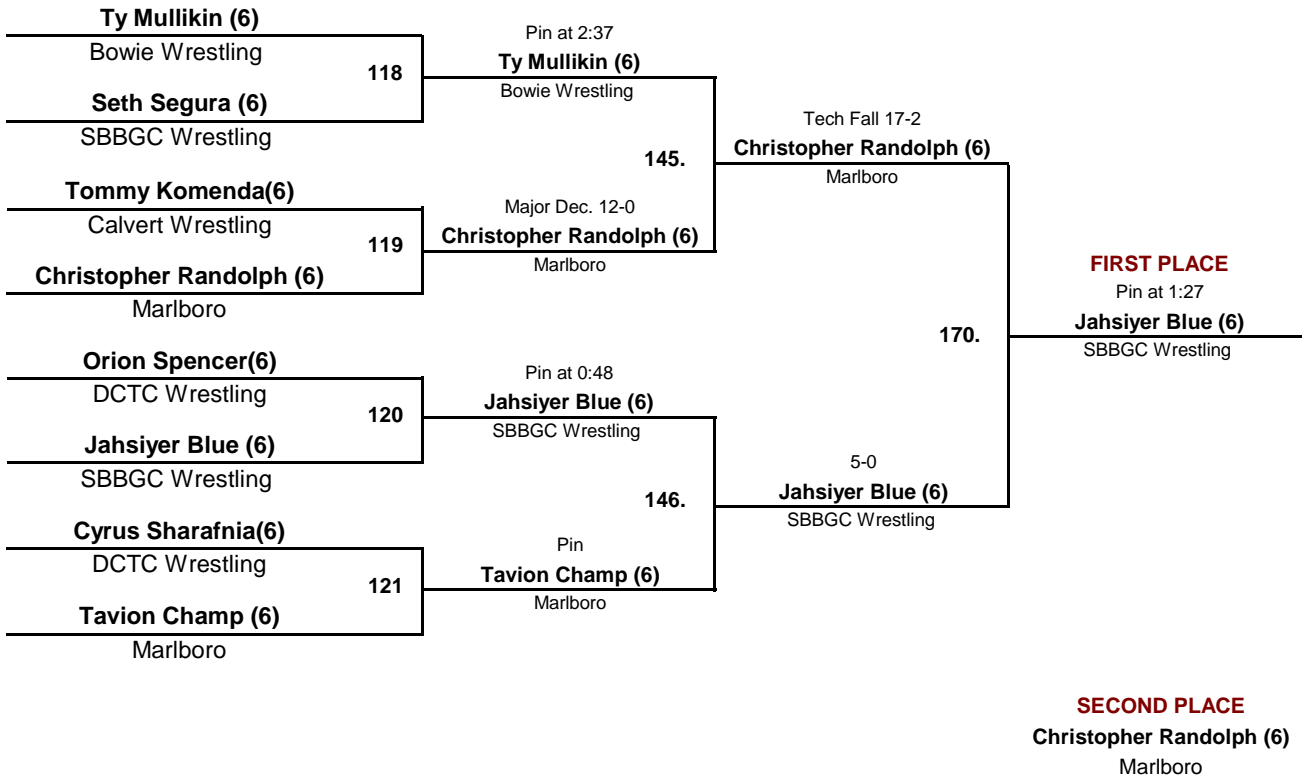 Ty Mullikin (6)
Bowie Wrestling
118
Seth Segura (6)
SBBGC Wrestling
Tommy Komenda(6)
Calvert Wrestling
119
Christopher Randolph (6)
Marlboro
Orion Spencer(6)
DCTC Wrestling
120
Jahsiyer Blue (6)
SBBGC Wrestling
Cyrus Sharafnia(6)
DCTC Wrestling
121
Tavion Champ (6)
Marlboro
Pin at 2:37
Ty Mullikin (6)
Bowie Wrestling
145.
Major Dec. 12-0
Christopher Randolph (6)
Marlboro
Pin at 0:48
Jahsiyer Blue (6)
SBBGC Wrestling
146.
Pin
Tavion Champ (6)
Marlboro
Tech Fall 17-2
Christopher Randolph (6)
Marlboro
170.
5-0
Jahsiyer Blue (6)
SBBGC Wrestling
FIRST PLACE
Pin at 1:27
Jahsiyer Blue (6)
SBBGC Wrestling
SECOND PLACE
Christopher Randolph (6)
Marlboro